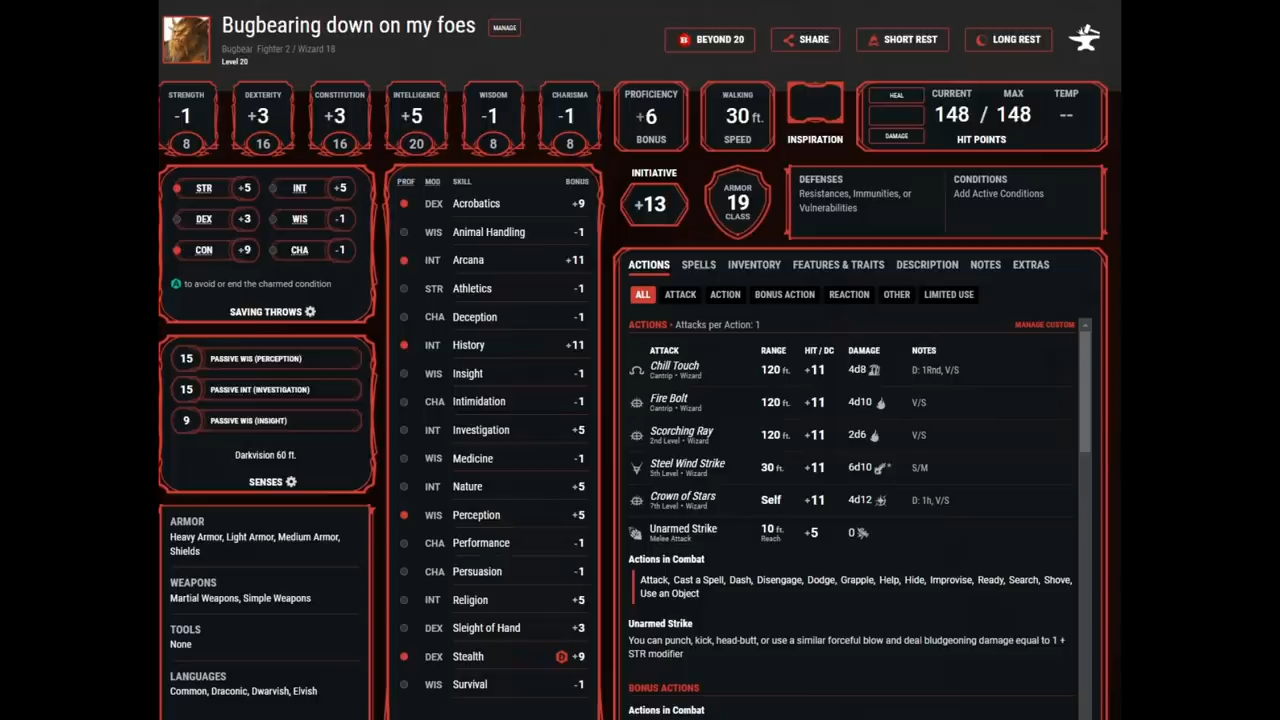 Bugbearing down on my foes
MANAGE
Bugbear Fighter 2 / Wizard 18
Level 20
BEYOND 20
SHARE
SHORT REST
LONG REST
STRENGTH
-1
8
DEXTERITY
+3
16
CONSTITUTION
+3
16
INTELLIGENCE
+5
20
WISDOM
-1
8
CHARISMA
-1
8
PROFICIENCY
+6
BONUS
WALKING
30 ft.
SPEED
INSPIRATION
HEAL
DAMAGE
CURRENT
MAX
TEMP
148 / 148
--
HIT POINTS
STR +5
INT +5
DEX +3
WIS -1
CON +9
CHA -1
A to avoid or end the charmed condition
SAVING THROWS
15 PASSIVE WIS (PERCEPTION)
15 PASSIVE INT (INVESTIGATION)
9 PASSIVE WIS (INSIGHT)
Darkvision 60 ft.
SENSES
ARMOR
Heavy Armor, Light Armor, Medium Armor,
Shields
WEAPONS
Martial Weapons, Simple Weapons
TOOLS
None
LANGUAGES
Common, Draconic, Dwarvish, Elvish
PROF MOD SKILL BONUS
DEX Acrobatics +9
WIS Animal Handling -1
INT Arcana +11
STR Athletics -1
CHA Deception -1
INT History +11
WIS Insight -1
CHA Intimidation -1
INT Investigation +5
WIS Medicine -1
INT Nature +5
WIS Perception +5
CHA Performance -1
CHA Persuasion -1
INT Religion +5
DEX Sleight of Hand +3
DEX Stealth D +9
WIS Survival -1
INITIATIVE
+13
ARMOR
19
CLASS
DEFENSES
Resistances, Immunities, or
Vulnerabilities
CONDITIONS
Add Active Conditions
ACTIONS SPELLS INVENTORY FEATURES & TRAITS DESCRIPTION NOTES EXTRAS
ALL ATTACK ACTION BONUS ACTION REACTION OTHER LIMITED USE
ACTIONS • Attacks per Action: 1
MANAGE CUSTOM
ATTACK RANGE HIT / DC DAMAGE NOTES
Chill Touch 120 ft. +11 4d8 D: 1Rnd, V/S
Cantrip • Wizard
Fire Bolt 120 ft. +11 4d10 V/S
Cantrip • Wizard
Scorching Ray 120 ft. +11 2d6 V/S
2nd Level • Wizard
Steel Wind Strike 30 ft. +11 6d10 * S/M
5th Level • Wizard
Crown of Stars Self +11 4d12 D: 1h, V/S
7th Level • Wizard
Unarmed Strike 10 ft. +5 0
Melee Attack Reach
Actions in Combat
Attack, Cast a Spell, Dash, Disengage, Dodge, Grapple, Help, Hide, Improvise, Ready, Search, Shove,
Use an Object
Unarmed Strike
You can punch, kick, head-butt, or use a similar forceful blow and deal bludgeoning damage equal to 1 +
STR modifier
BONUS ACTIONS
Actions in Combat